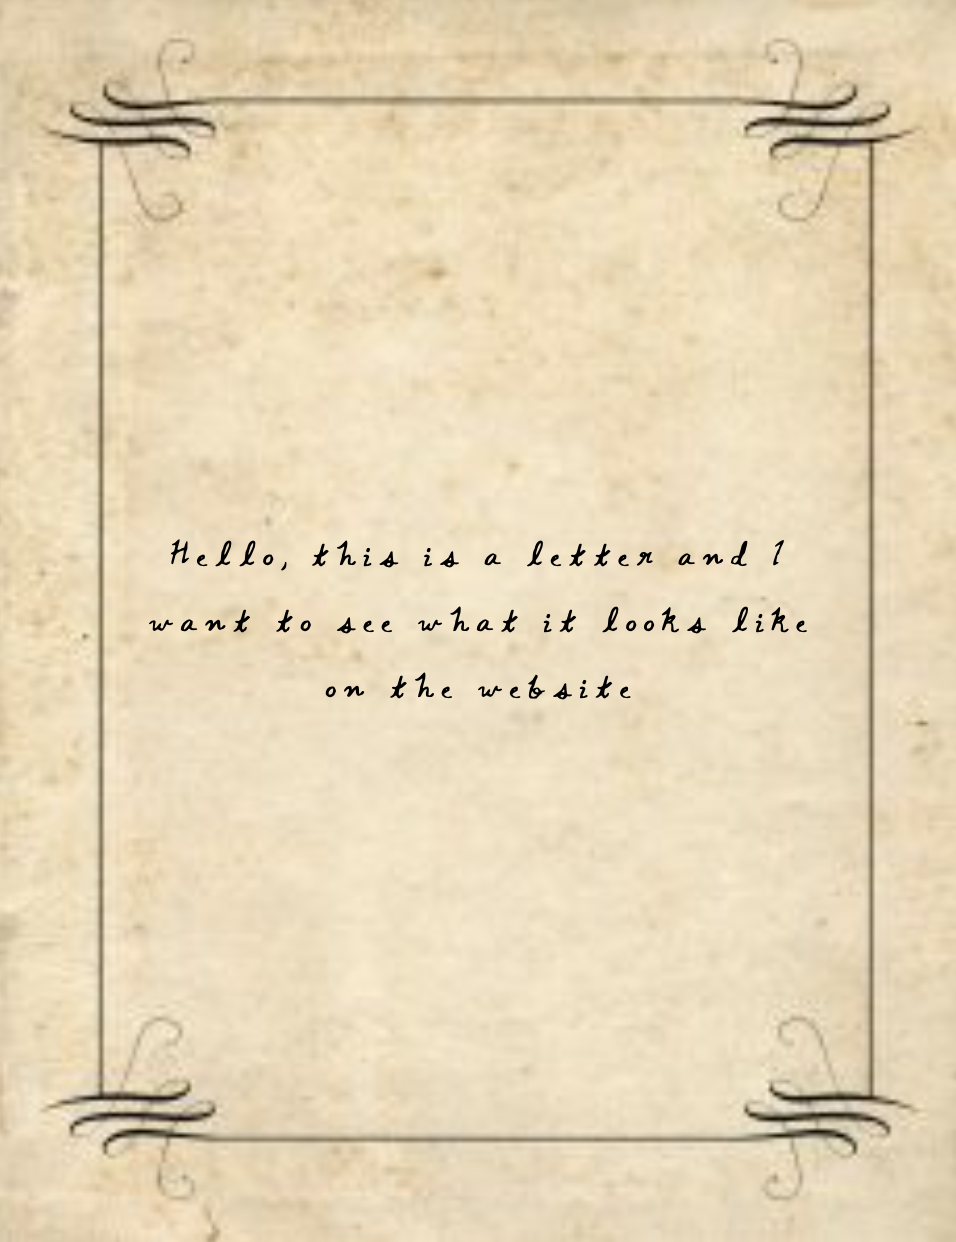 Hello, this is a letter and I
want to see what it looks like
on the website